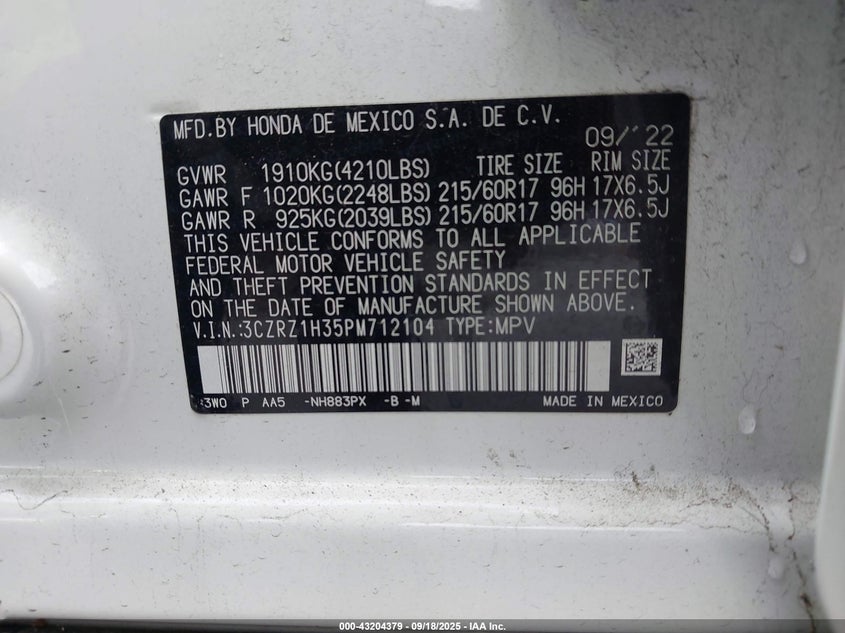 MFD.BY HONDA DE MEXICO S.A. DE C.V.
09/'22
GVWR 1910KG(4210LBS) TIRE SIZE RIM SIZE
GAWR F 1020KG(2248LBS) 215/60R17 96H 17X6.5J
GAWR R 925KG(2039LBS) 215/60R17 96H 17X6.5J
THIS VEHICLE CONFORMS TO ALL APPLICABLE
FEDERAL MOTOR VEHICLE SAFETY
AND THEFT PREVENTION STANDARDS IN EFFECT
ON THE DATE OF MANUFACTURE SHOWN ABOVE.
V.I.N.:3CZRZ1H35PM712104 TYPE:MPV
3W0 P AA5 -NH883PX -B -M MADE IN MEXICO
000-43204379 - 09/18/2025 - IAA Inc.